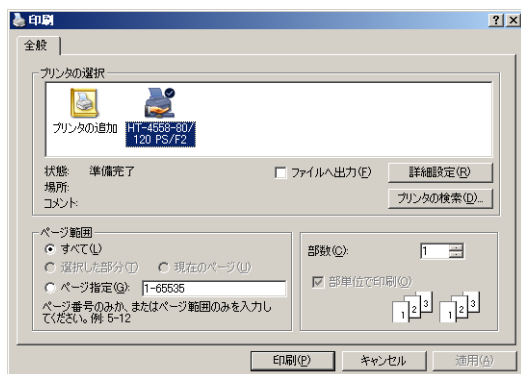 印刷
全般
プリンタの選択
プリンタの追加
HT-4558-80/
120 PS/F2
状態: 準備完了
場所:
コメント:
ファイルへ出力(F)
詳細設定(R)
プリンタの検索(D)...
ページ範囲
すべて(L)
選択した部分(T)
現在のページ(U)
ページ指定(G): 1-65535
ページ番号のみか、またはページ範囲のみを入力し
てください。例: 5-12
部数(C): 1
部単位で印刷(O)
1 2 3 1 2 3
印刷(P)
キャンセル
適用(A)